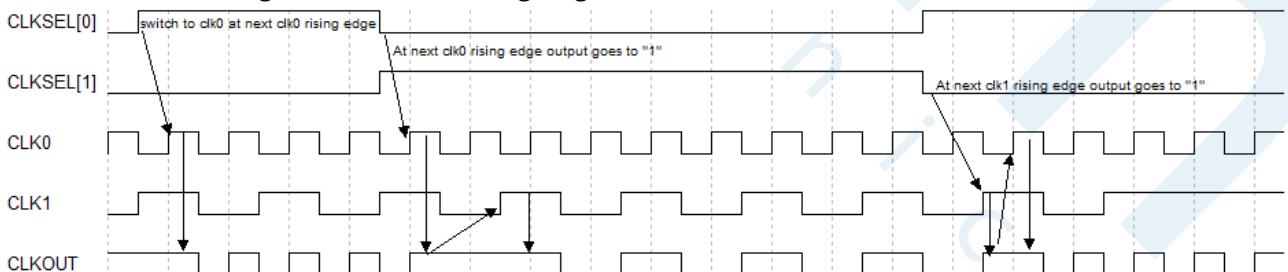 CLKSEL[0]
switch to clk0 at next clk0 rising edge
At next clk0 rising edge output goes to "1"
CLKSEL[1]
At next clk1 rising edge output goes to "1"
CLK0
CLK1
CLKOUT